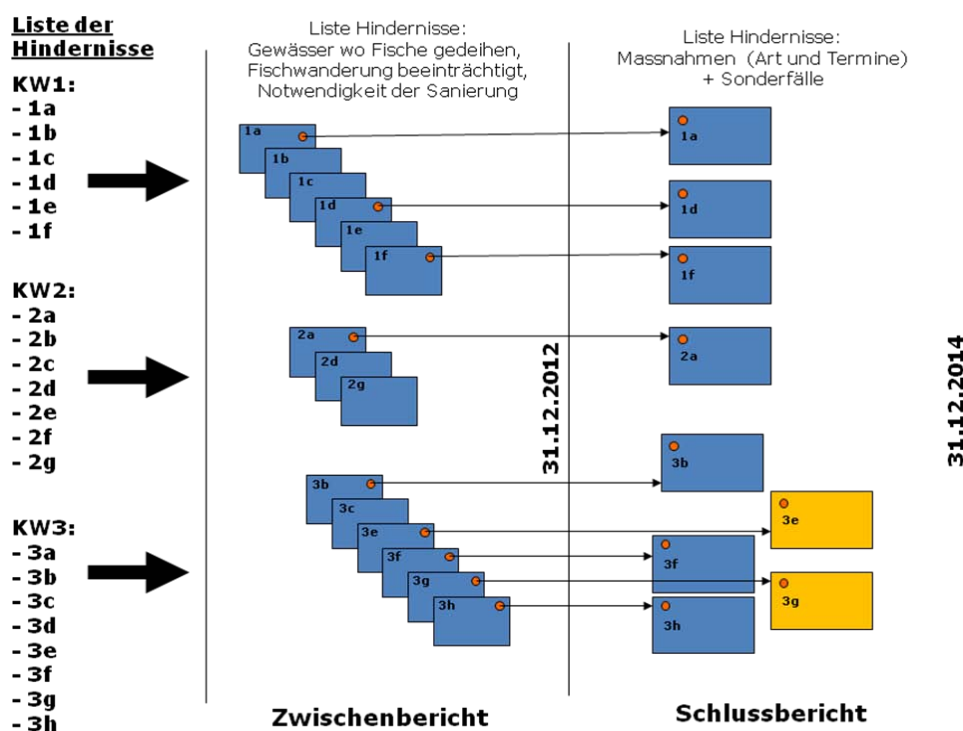 Liste der
Hindernisse
KW1:
- 1a
- 1b
- 1c
- 1d
- 1e
- 1f
KW2:
- 2a
- 2b
- 2c
- 2d
- 2e
- 2f
- 2g
KW3:
- 3a
- 3b
- 3c
- 3d
- 3e
- 3f
- 3g
- 3h
Liste Hindernisse:
Gewässer wo Fische gedeihen,
Fischwanderung beeinträchtigt,
Notwendigkeit der Sanierung
1a
1b
1c
1d
1e
1f
2a
2d
2g
3b
3c
3e
3f
3g
3h
Zwischenbericht
31.12.2012
Liste Hindernisse:
Massnahmen (Art und Termine)
+ Sonderfälle
1a
1d
1f
2a
3b
3e
3f
3g
3h
Schlussbericht
31.12.2014